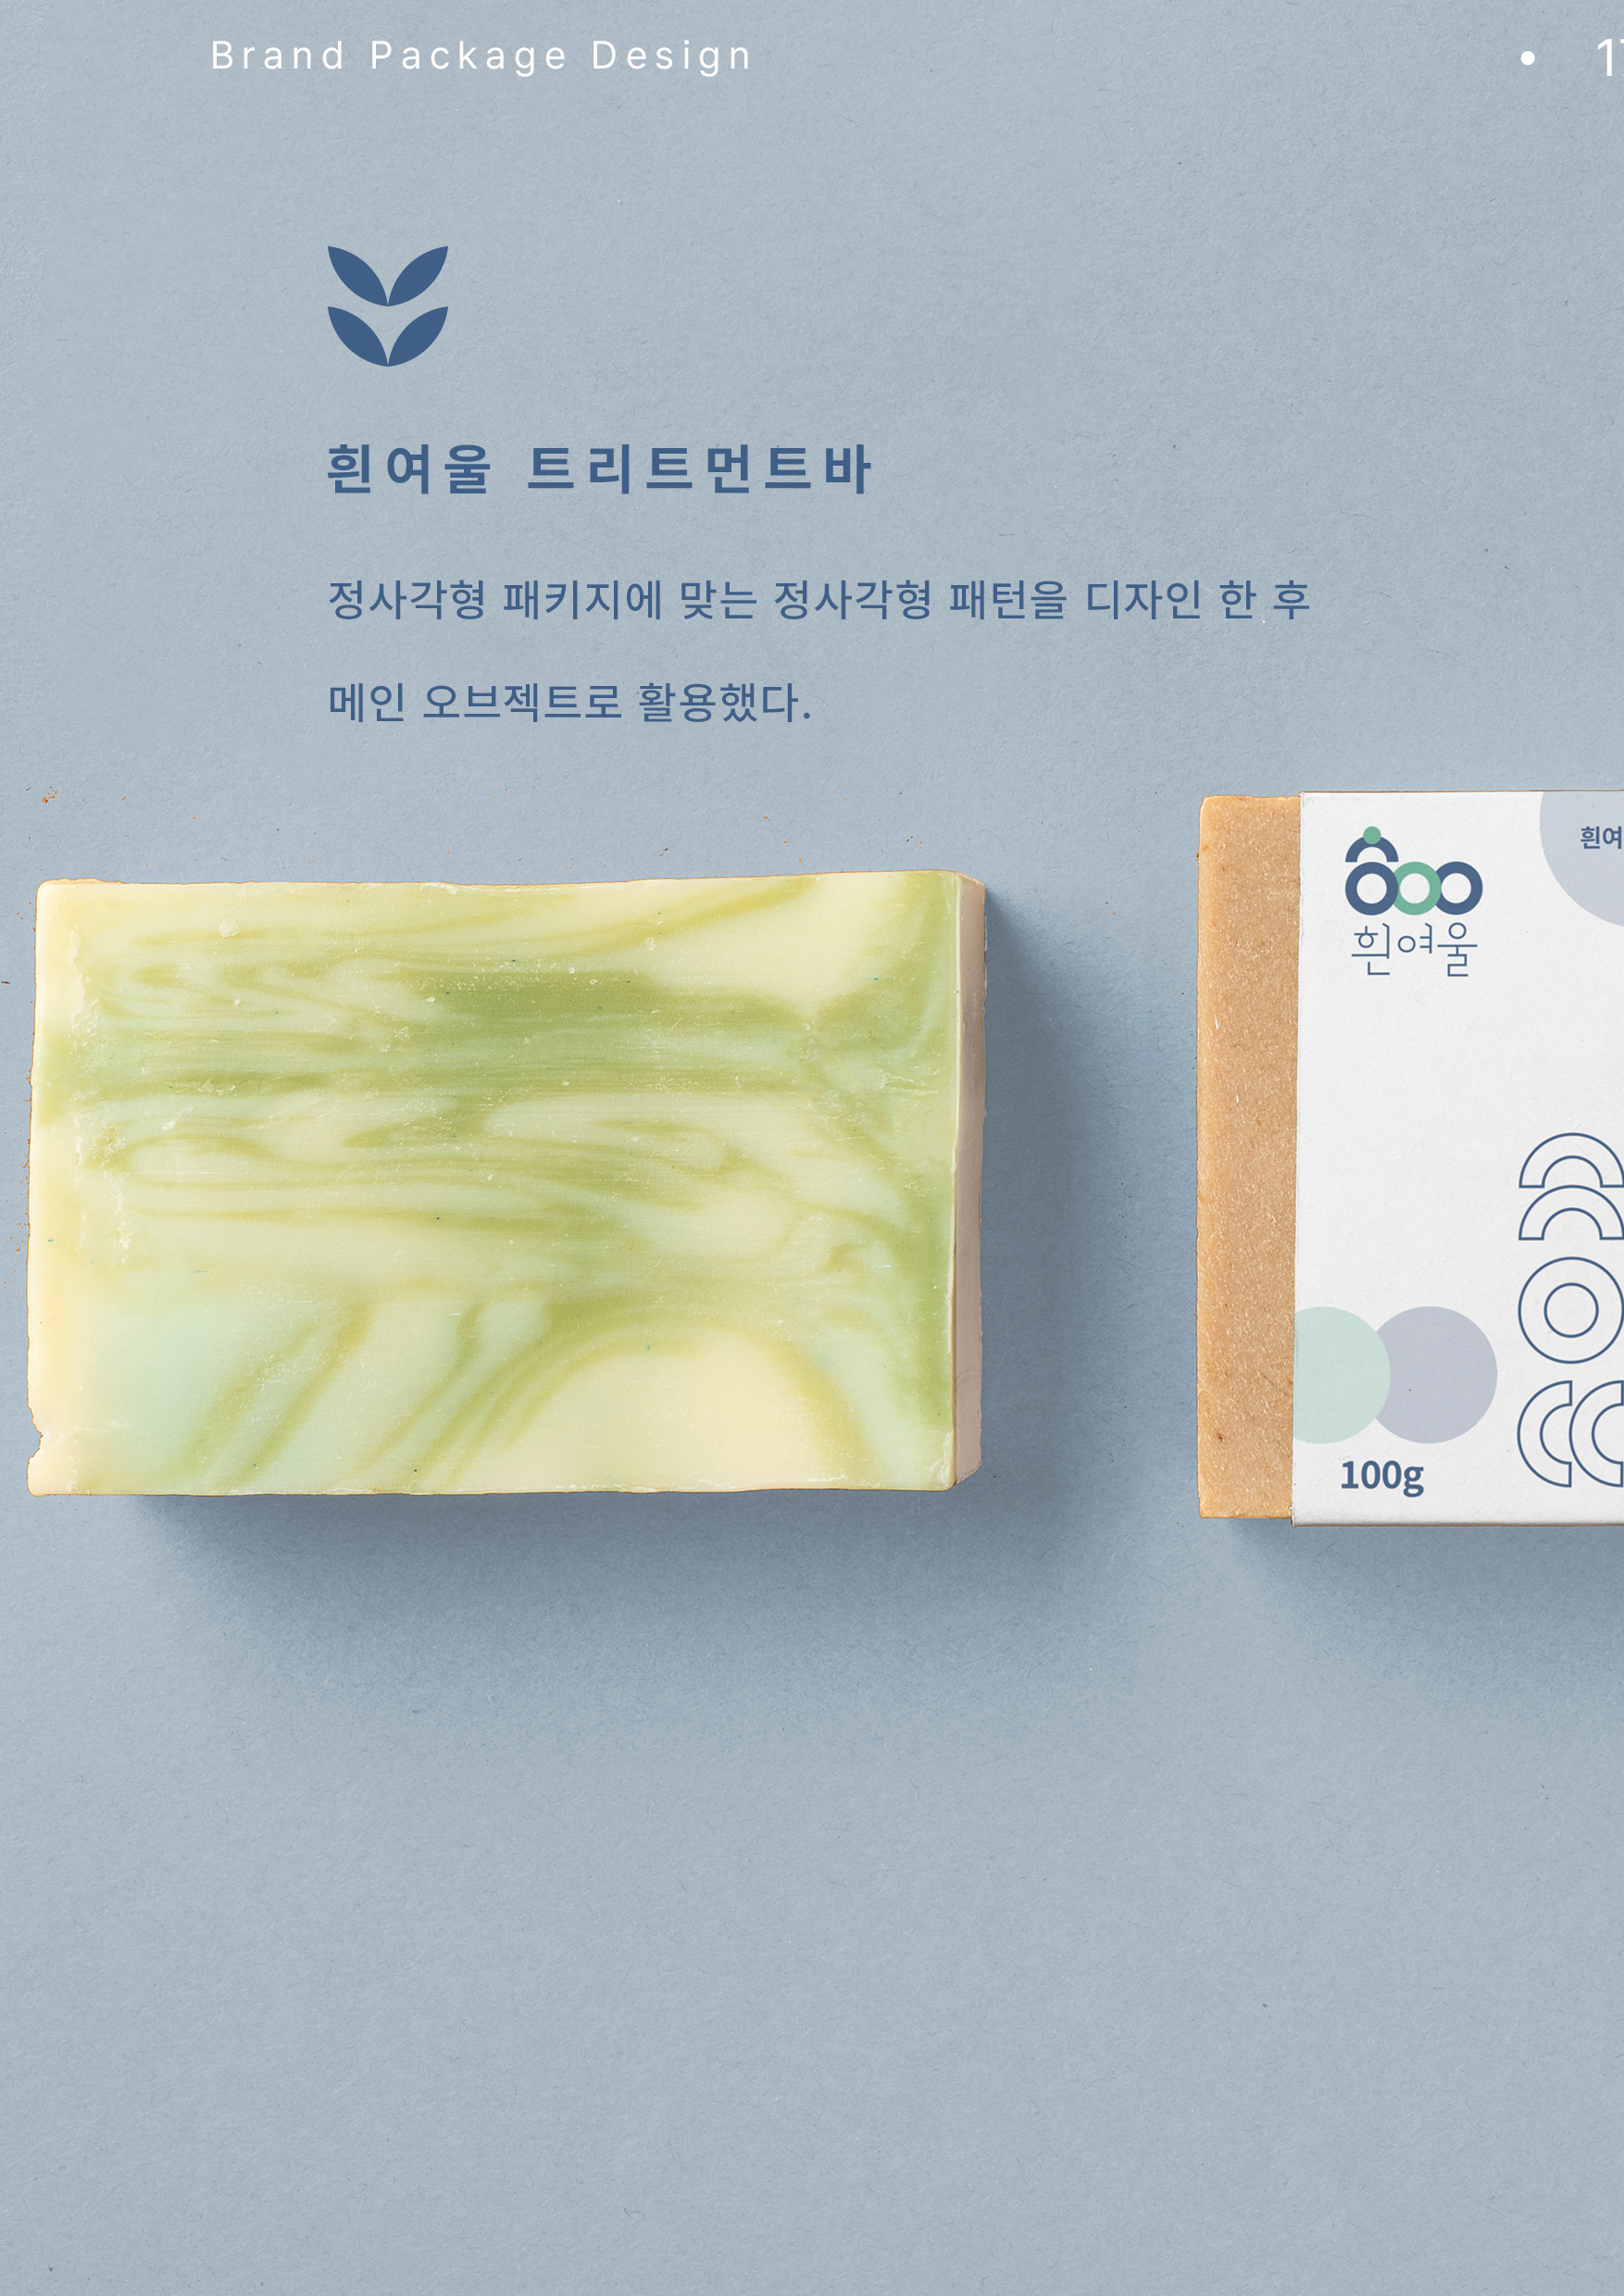 Brand Package Design
흰여울 트리트먼트바
정사각형 패키지에 맞는 정사각형 패턴을 디자인 한 후
메인 오브젝트로 활용했다.
흰여울
100g